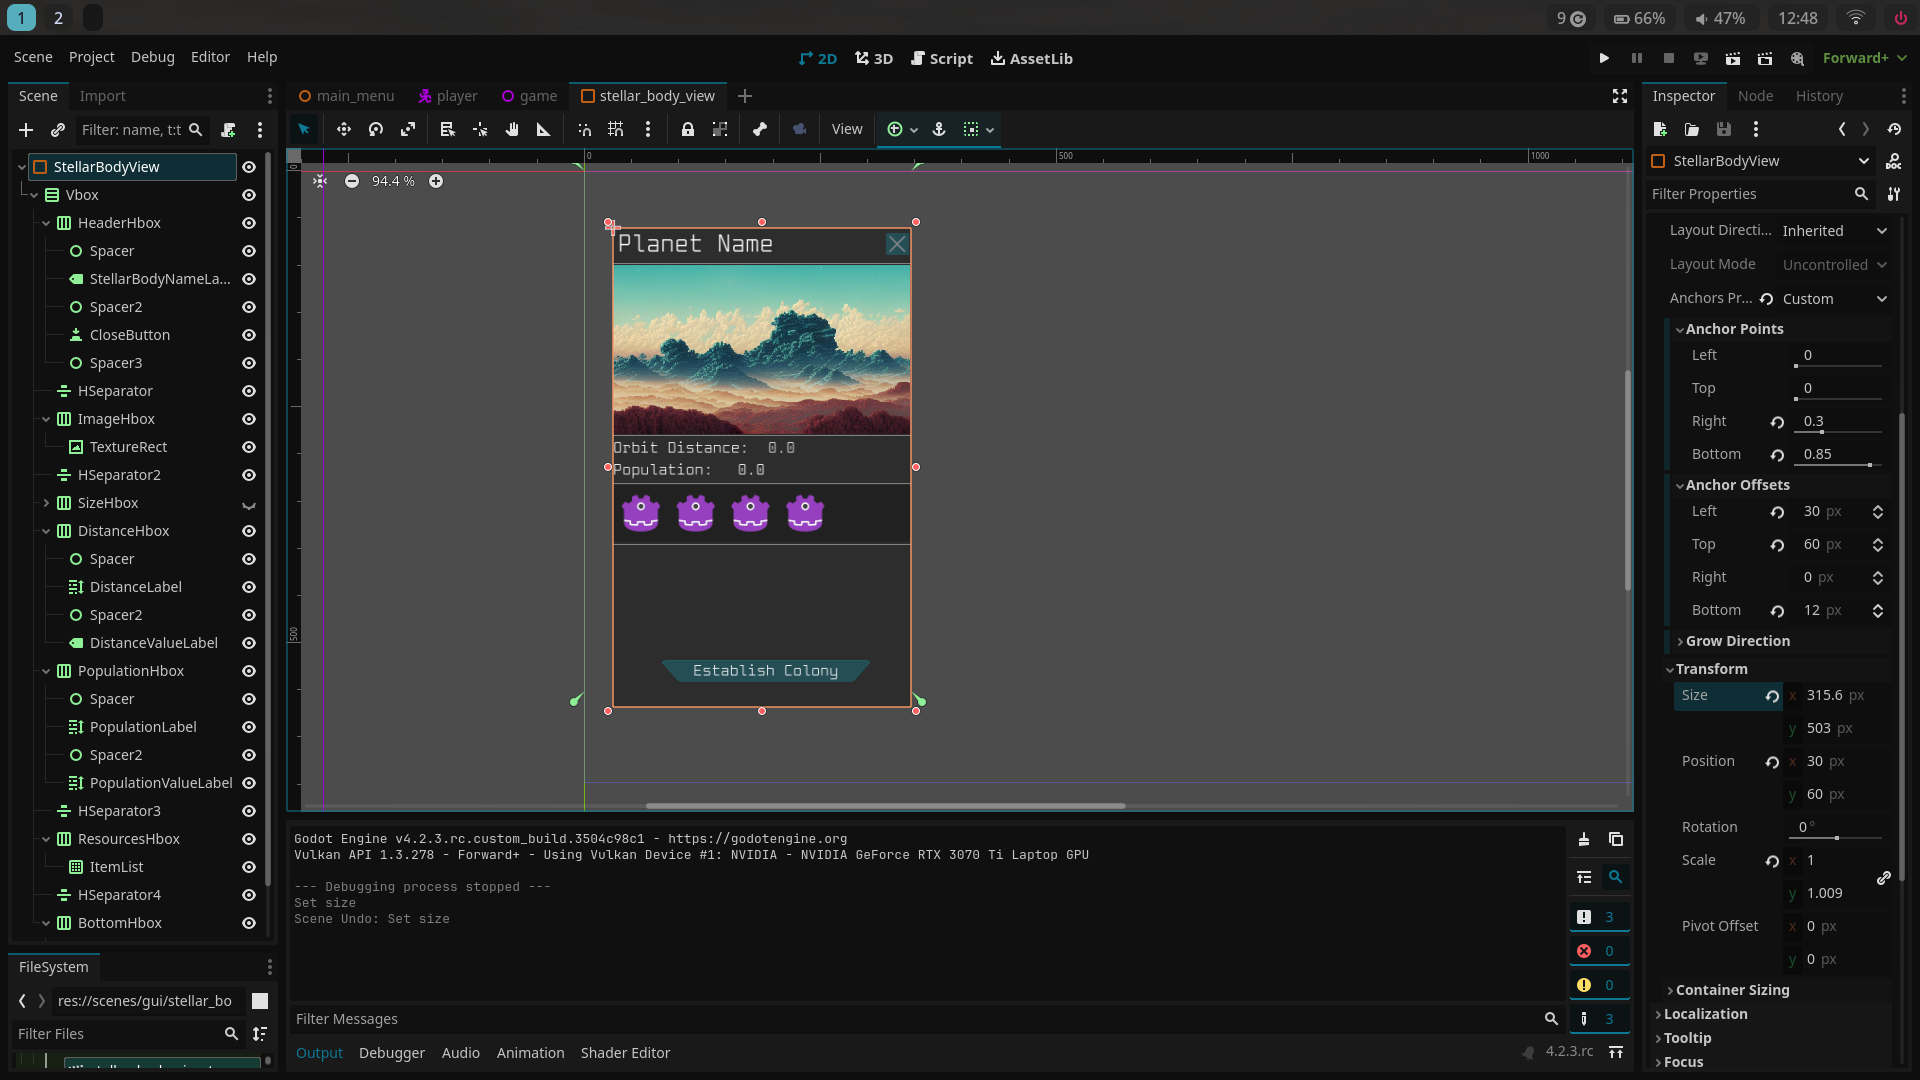 1
2
9
66%
47%
12:48
Scene
Project
Debug
Editor
Help
2D
3D
Script
AssetLib
Forward+
Scene
Import
Filter: name, t:t
StellarBodyView
Vbox
HeaderHbox
Spacer
StellarBodyNameLa...
Spacer2
CloseButton
Spacer3
HSeparator
ImageHbox
TextureRect
HSeparator2
SizeHbox
DistanceHbox
Spacer
DistanceLabel
Spacer2
DistanceValueLabel
PopulationHbox
Spacer
PopulationLabel
Spacer2
PopulationValueLabel
HSeparator3
ResourcesHbox
ItemList
HSeparator4
BottomHbox
FileSystem
res://scenes/gui/stellar_bo
Filter Files
main_menu
player
game
stellar_body_view
View
0
500
1000
0
500
94.4 %
Planet Name
Orbit Distance: 0.0
Population: 0.0
Establish Colony
Godot Engine v4.2.3.rc.custom_build.3504c98c1 - https://godotengine.org
Vulkan API 1.3.278 - Forward+ - Using Vulkan Device #1: NVIDIA - NVIDIA GeForce RTX 3070 Ti Laptop GPU
--- Debugging process stopped ---
Set size
Scene Undo: Set size
3
0
0
3
Filter Messages
Output
Debugger
Audio
Animation
Shader Editor
4.2.3.rc
Inspector
Node
History
StellarBodyView
Filter Properties
Layout Directi... Inherited
Layout Mode Uncontrolled
Anchors Pr... Custom
Anchor Points
Left 0
Top 0
Right 0.3
Bottom 0.85
Anchor Offsets
Left 30 px
Top 60 px
Right 0 px
Bottom 12 px
Grow Direction
Transform
Size x 315.6 px
y 503 px
Position x 30 px
y 60 px
Rotation 0 °
Scale x 1
y 1.009
Pivot Offset x 0 px
y 0 px
Container Sizing
Localization
Tooltip
Focus